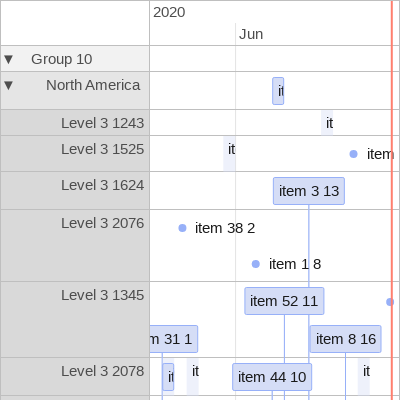 2020
Jun
▼ Group 10
▼ North America
it
Level 3 1243
it
Level 3 1525
it
item
Level 3 1624
item 3 13
Level 3 2076
item 38 2
item 1 8
Level 3 1345
item 52 11
m 31 1
item 8 16
Level 3 2078
it
it
item 44 10
it